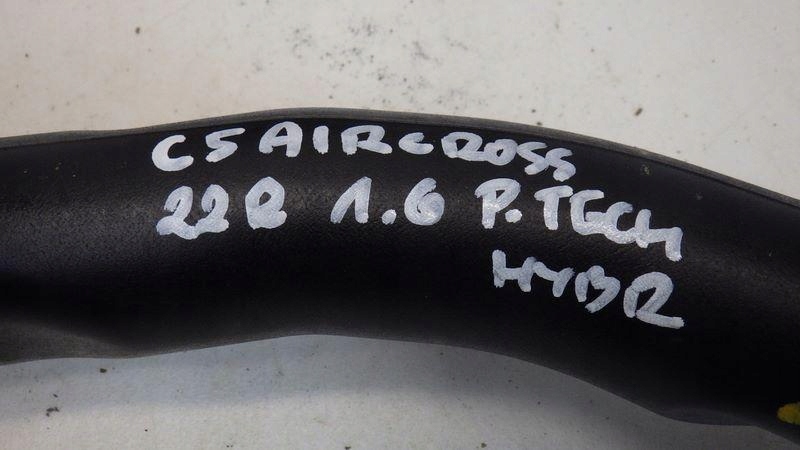 C5 AIRCROSS
22R 1.6 P.TECH
HYBR